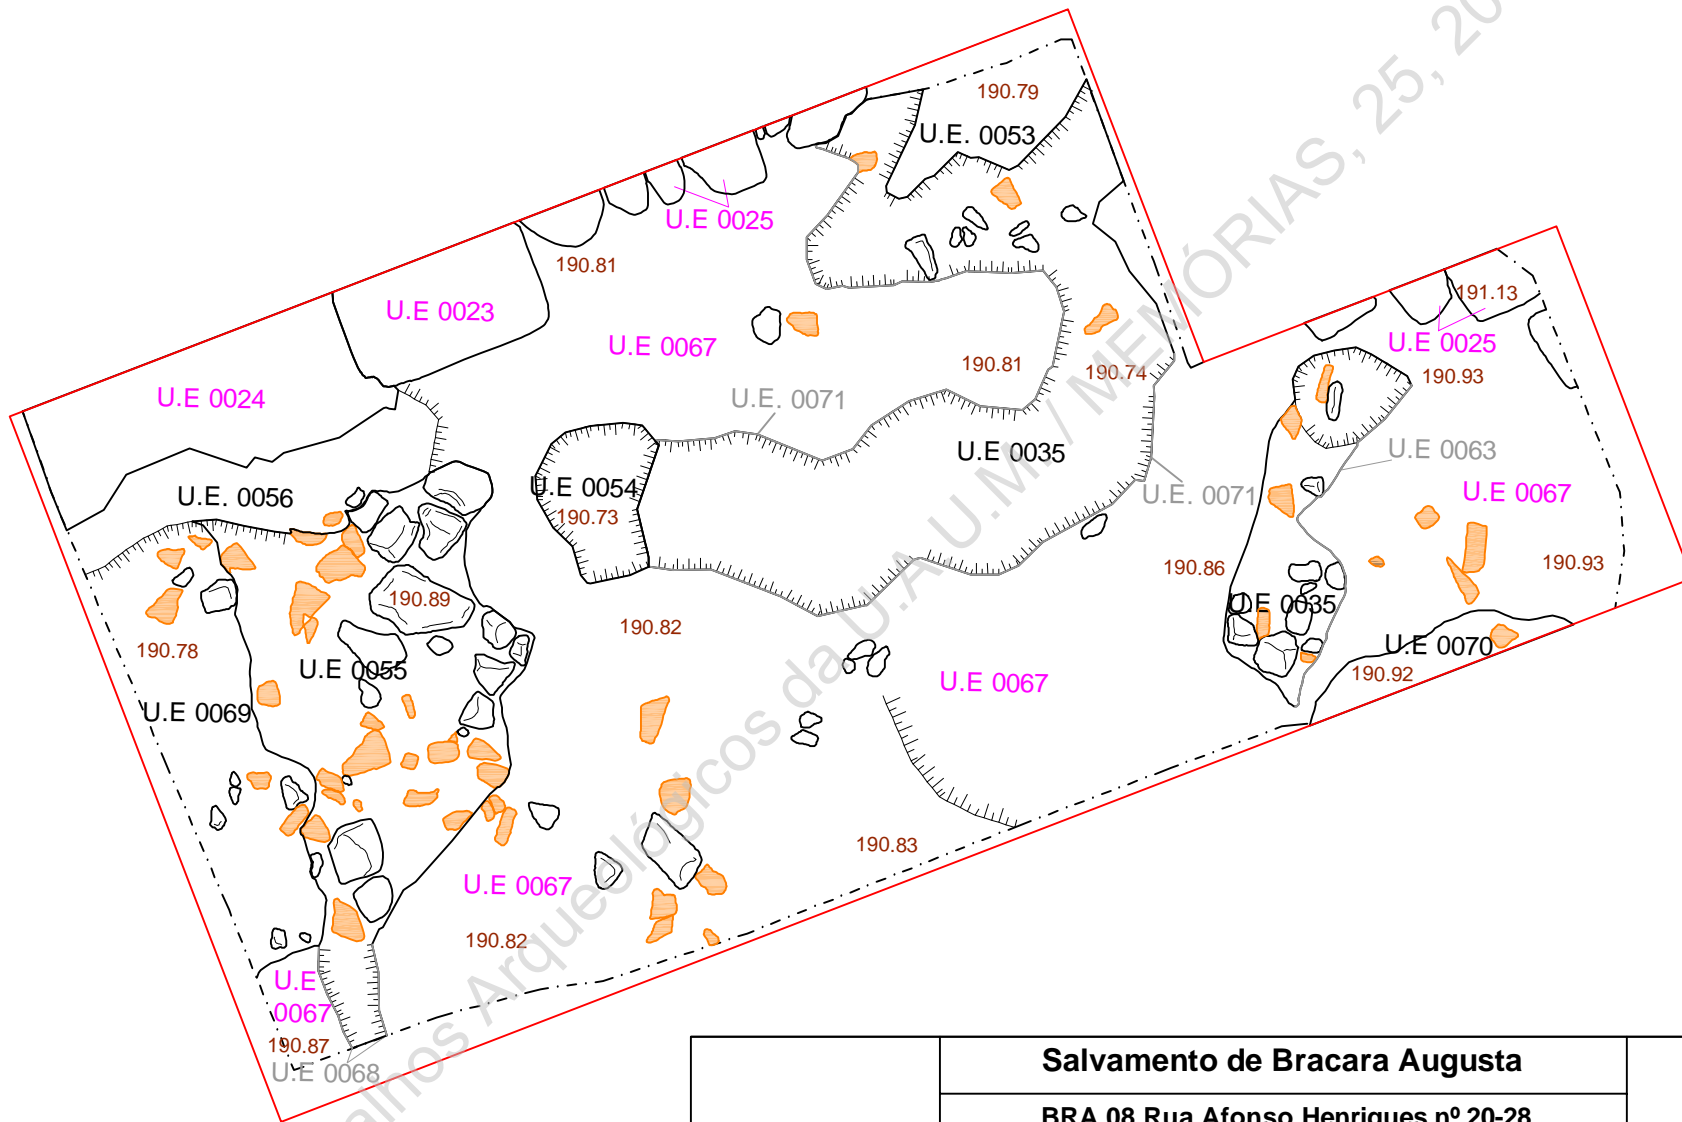 190.79
U.E. 0053
U.E 0025
190.81
U.E 0023
U.E 0067
190.81
190.74
191.13
U.E 0025
190.93
U.E 0024
U.E. 0071
U.E 0035
U.E 0063
U.E. 0056
U.E 0054
190.73
U.E. 0071
U.E 0067
190.86
190.93
190.89
190.82
U.E 0035
190.78
U.E 0055
U.E 0070
190.92
U.E 0067
U.E 0069
190.83
U.E 0067
190.82
U.E
0067
190.87
U.E 0068
alhos Arqueológicos da U.A.U.M. / MEMÓRIAS, 25, 20
Salvamento de Bracara Augusta
BRA 08 Rua Afonso Henriques nº 20-28